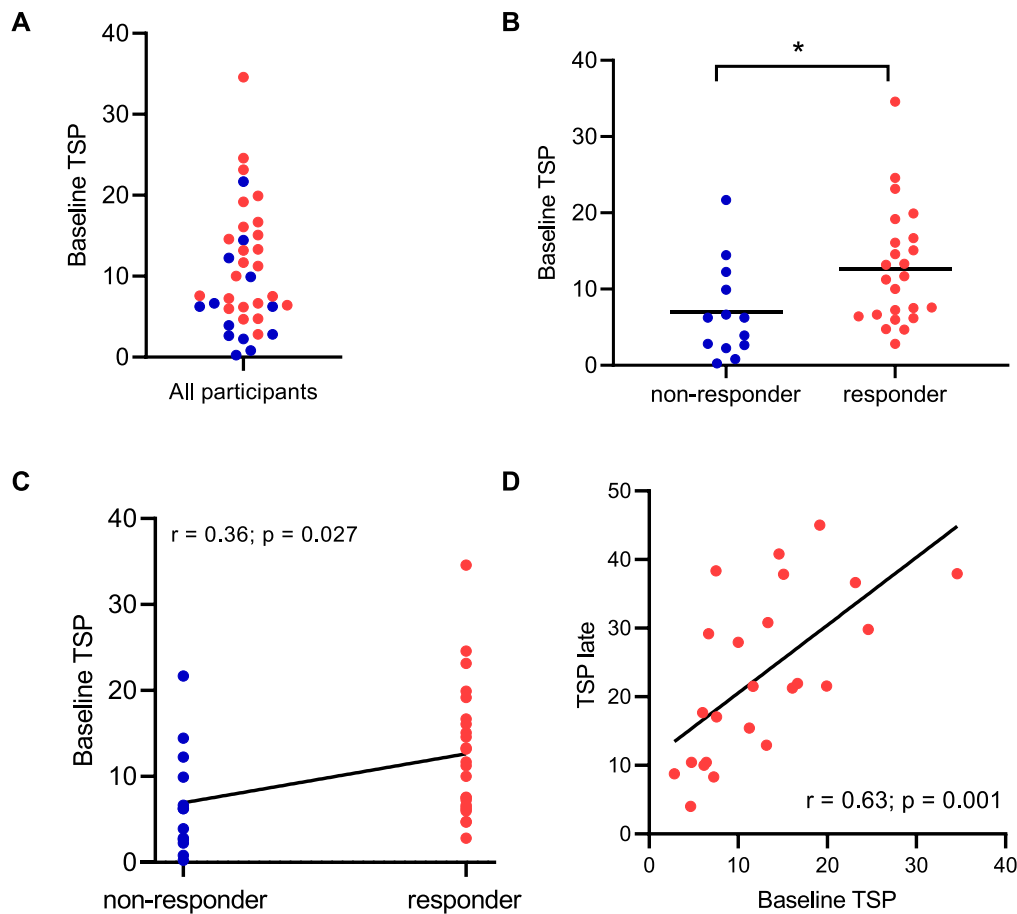 A
Baseline TSP
40
30
20
10
0
All participants
B
*
Baseline TSP
40
30
20
10
0
non-responder
responder
C
r = 0.36; p = 0.027
Baseline TSP
40
30
20
10
0
non-responder
responder
D
TSP late
50
40
30
20
10
0
r = 0.63; p = 0.001
0 10 20 30 40
Baseline TSP